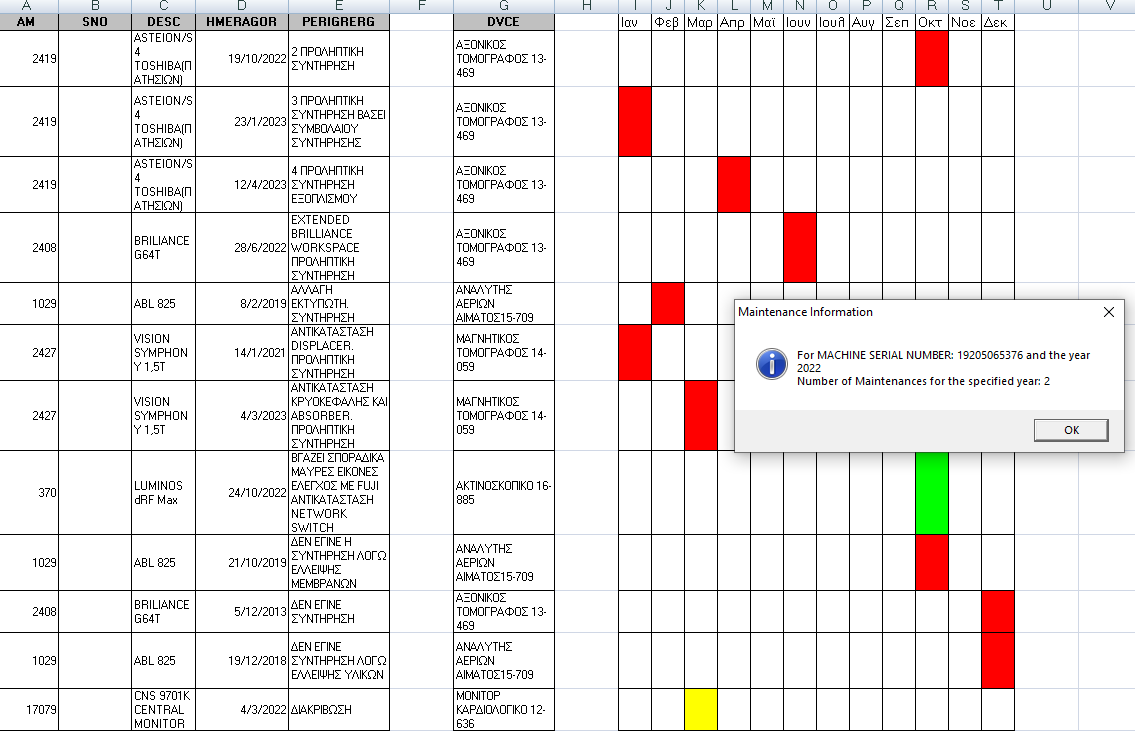 A B C D E F G H I J K L M N O P Q R S T U V
AM SNO DESC HMERAGOR PERIGRERG DVCE Ιαν Φεβ Μαρ Απρ Μαϊ Ιουν Ιουλ Αυγ Σεπ Οκτ Νοε Δεκ
2419
ASTEION/S
4
TOSHIBA(Π
ΑΤΗΣΙΩΝ)
19/10/2022
2 ΠΡΟΛΗΠΤΙΚΗ
ΣΥΝΤΗΡΗΣΗ
ΑΞΟΝΙΚΟΣ
ΤΟΜΟΓΡΑΦΟΣ 13-
469
2419
ASTEION/S
4
TOSHIBA(Π
ΑΤΗΣΙΩΝ)
23/1/2023
3 ΠΡΟΛΗΠΤΙΚΗ
ΣΥΝΤΗΡΗΣΗ ΒΑΣΕΙ
ΣΥΜΒΟΛΑΙΟΥ
ΣΥΝΤΗΡΗΣΗΣ
ΑΞΟΝΙΚΟΣ
ΤΟΜΟΓΡΑΦΟΣ 13-
469
2419
ASTEION/S
4
TOSHIBA(Π
ΑΤΗΣΙΩΝ)
12/4/2023
4 ΠΡΟΛΗΠΤΙΚΗ
ΣΥΝΤΗΡΗΣΗ
ΕΞΟΠΛΙΣΜΟΥ
ΑΞΟΝΙΚΟΣ
ΤΟΜΟΓΡΑΦΟΣ 13-
469
2408
BRILIANCE
G64T
28/6/2022
EXTENDED
BRILLIANCE
WORKSPACE
ΠΡΟΛΗΠΤΙΚΗ
ΣΥΝΤΗΡΗΣΗ
ΑΞΟΝΙΚΟΣ
ΤΟΜΟΓΡΑΦΟΣ 13-
469
1029
ABL 825
8/2/2019
ΑΛΛΑΓΗ
ΕΚΤΥΠΩΤΗ.
ΣΥΝΤΗΡΗΣΗ
ΑΝΑΛΥΤΗΣ
ΑΕΡΙΩΝ
ΑΙΜΑΤΟΣ15-709
2427
VISION
SYMPHON
Y 1,5T
14/1/2021
ΑΝΤΙΚΑΤΑΣΤΑΣΗ
DISPLACER.
ΠΡΟΛΗΠΤΙΚΗ
ΣΥΝΤΗΡΗΣΗ
ΜΑΓΝΗΤΙΚΟΣ
ΤΟΜΟΓΡΑΦΟΣ 14-
059
2427
VISION
SYMPHON
Y 1,5T
4/3/2023
ΑΝΤΙΚΑΤΑΣΤΑΣΗ
ΚΡΥΟΚΕΦΑΛΗΣ ΚΑΙ
ABSORBER.
ΠΡΟΛΗΠΤΙΚΗ
ΣΥΝΤΗΡΗΣΗ
ΜΑΓΝΗΤΙΚΟΣ
ΤΟΜΟΓΡΑΦΟΣ 14-
059
370
LUMINOS
dRF Max
24/10/2022
ΒΓΑΖΕΙ ΣΠΟΡΑΔΙΚΑ
ΜΑΥΡΕΣ ΕΙΚΟΝΕΣ
ΕΛΕΓΧΟΣ ΜΕ FUJI
ΑΝΤΙΚΑΤΑΣΤΑΣΗ
NETWORK
SWITCH
ΑΚΤΙΝΟΣΚΟΠΙΚΟ 16-
885
1029
ABL 825
21/10/2019
ΔΕΝ ΕΓΙΝΕ Η
ΣΥΝΤΗΡΗΣΗ ΛΟΓΩ
ΕΛΛΕΙΨΗΣ
ΜΕΜΒΡΑΝΩΝ
ΑΝΑΛΥΤΗΣ
ΑΕΡΙΩΝ
ΑΙΜΑΤΟΣ15-709
2408
BRILIANCE
G64T
5/12/2013
ΔΕΝ ΕΓΙΝΕ
ΣΥΝΤΗΡΗΣΗ
ΑΞΟΝΙΚΟΣ
ΤΟΜΟΓΡΑΦΟΣ 13-
469
1029
ABL 825
19/12/2018
ΔΕΝ ΕΓΙΝΕ
ΣΥΝΤΗΡΗΣΗ ΛΟΓΩ
ΕΛΛΕΙΨΗΣ ΥΛΙΚΩΝ
ΑΝΑΛΥΤΗΣ
ΑΕΡΙΩΝ
ΑΙΜΑΤΟΣ15-709
17079
CNS 9701K
CENTRAL
MONITOR
4/3/2022
ΔΙΑΚΡΙΒΩΣΗ
ΜΟΝΙΤΟΡ
ΚΑΡΔΙΟΛΟΓΙΚΟ 12-
636
Maintenance Information
For MACHINE SERIAL NUMBER: 19205065376 and the year
2022
Number of Maintenances for the specified year: 2
OK